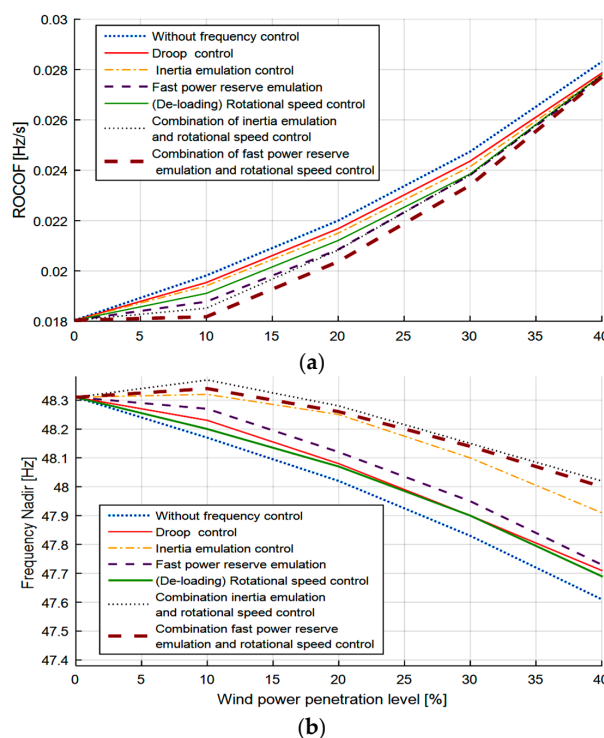 (a)
0.03
0.028
0.026
0.024
0.022
0.02
0.018
ROCOF [Hz/s]
Without frequency control
Droop control
Inertia emulation control
Fast power reserve emulation
(De-loading) Rotational speed control
Combination of inertia emulation
and rotational speed control
Combination of fast power reserve
emulation and rotational speed control
0 5 10 15 20 25 30 35 40
(a)
48.3
48.2
48.1
48
47.9
47.8
47.7
47.6
47.5
47.4
Frequency Nadir [Hz]
Without frequency control
Droop control
Inertia emulation control
Fast power reserve emulation
(De-loading) Rotational speed control
Combination inertia emulation
and rotational speed control
Combination fast power reserve
emulation and rotational speed control
0 5 10 15 20 25 30 35 40
Wind power penetration level [%]
(b)